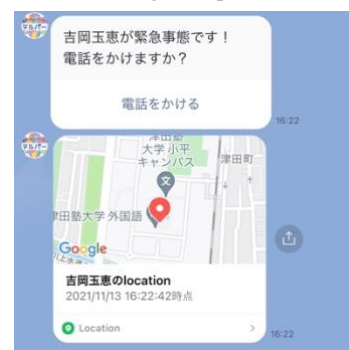 吉岡玉恵が緊急事態です！
電話をかけますか？
電話をかける
16:22
津田塾
大学 小平
キャンパス
津田町
文
田塾大学 外国語
Google
吉岡玉恵のlocation
2021/11/13 16:22:42時点
Location
16:22